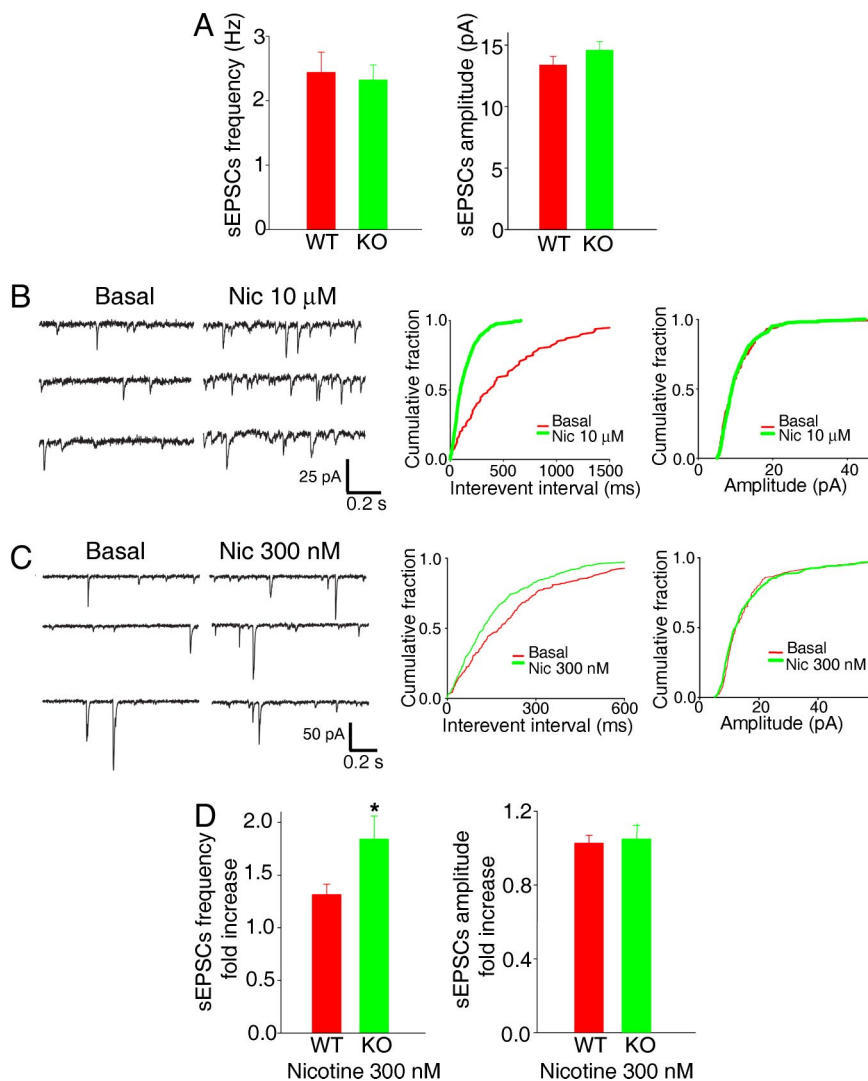 A
sEPSCs frequency (Hz)
3
2
1
0
WT KO
sEPSCs amplitude (pA)
15
10
5
0
WT KO
B
Basal
Nic 10 μM
25 pA
0.2 s
Cumulative fraction
1.0
0.5
0.0
Basal
Nic 10 μM
0 500 1000 1500
Interevent interval (ms)
Cumulative fraction
1.0
0.5
0.0
Basal
Nic 10 μM
0 20 40
Amplitude (pA)
C
Basal
Nic 300 nM
50 pA
0.2 s
Cumulative fraction
1.0
0.5
0.0
Basal
Nic 300 nM
0 300 600
Interevent interval (ms)
Cumulative fraction
1.0
0.5
0.0
Basal
Nic 300 nM
0 20 40
Amplitude (pA)
D
sEPSCs frequency
fold increase
2.0
1.5
1.0
0.5
0.0
*
WT KO
Nicotine 300 nM
sEPSCs amplitude
fold increase
1.2
0.8
0.4
0.0
WT KO
Nicotine 300 nM